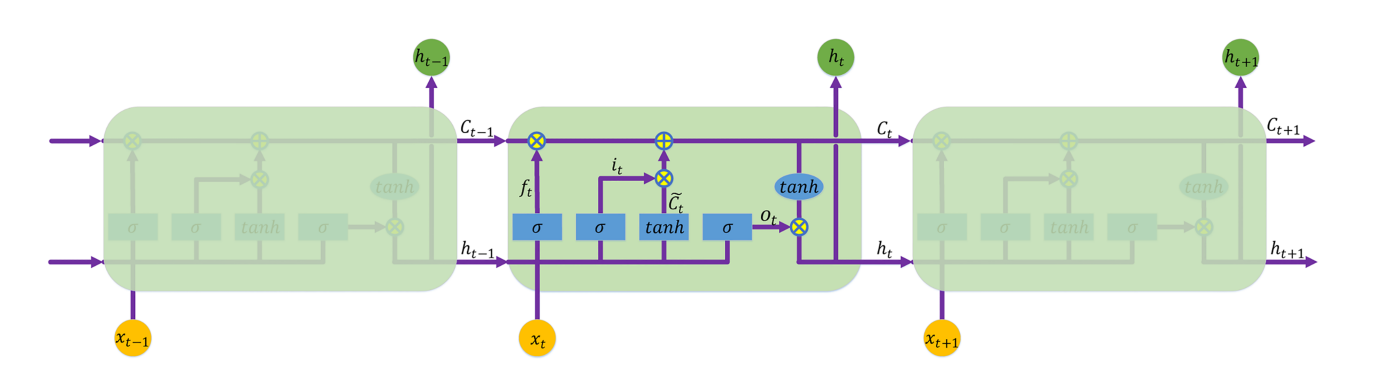 h_{t−1} h_t h_{t+1}
C_{t−1} C_t C_{t+1}
tanh i_t f_t C̃_t tanh tanh
σ σ tanh σ σ σ tanh σ o_t σ σ tanh σ
h_{t−1} h_t h_{t+1}
x_{t−1} x_t x_{t+1}